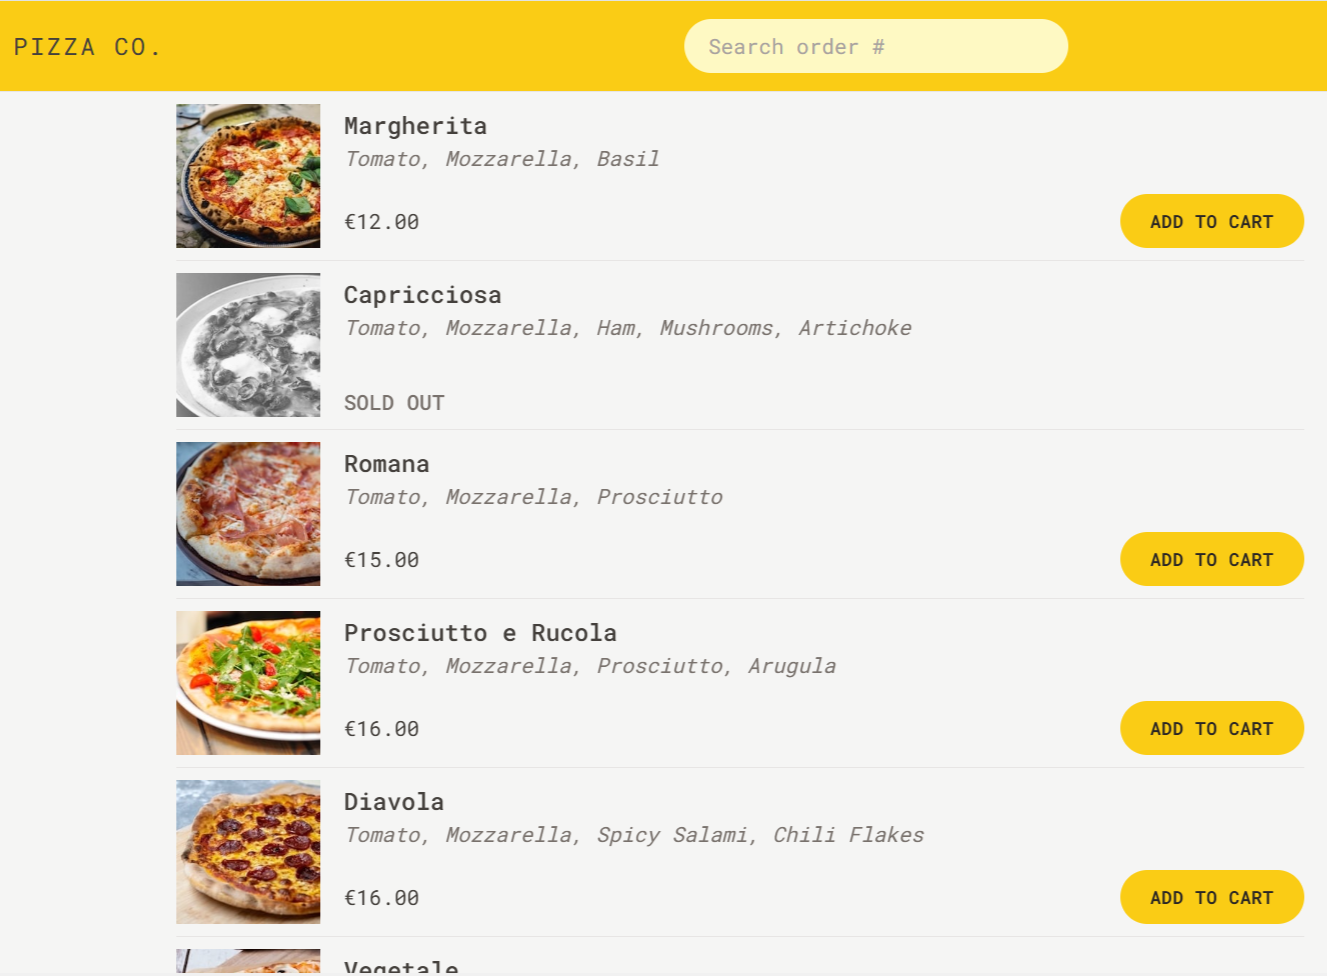 PIZZA CO.
Search order #
Margherita
Tomato, Mozzarella, Basil
€12.00
ADD TO CART
Capricciosa
Tomato, Mozzarella, Ham, Mushrooms, Artichoke
SOLD OUT
Romana
Tomato, Mozzarella, Prosciutto
€15.00
ADD TO CART
Prosciutto e Rucola
Tomato, Mozzarella, Prosciutto, Arugula
€16.00
ADD TO CART
Diavola
Tomato, Mozzarella, Spicy Salami, Chili Flakes
€16.00
ADD TO CART
Vegetale